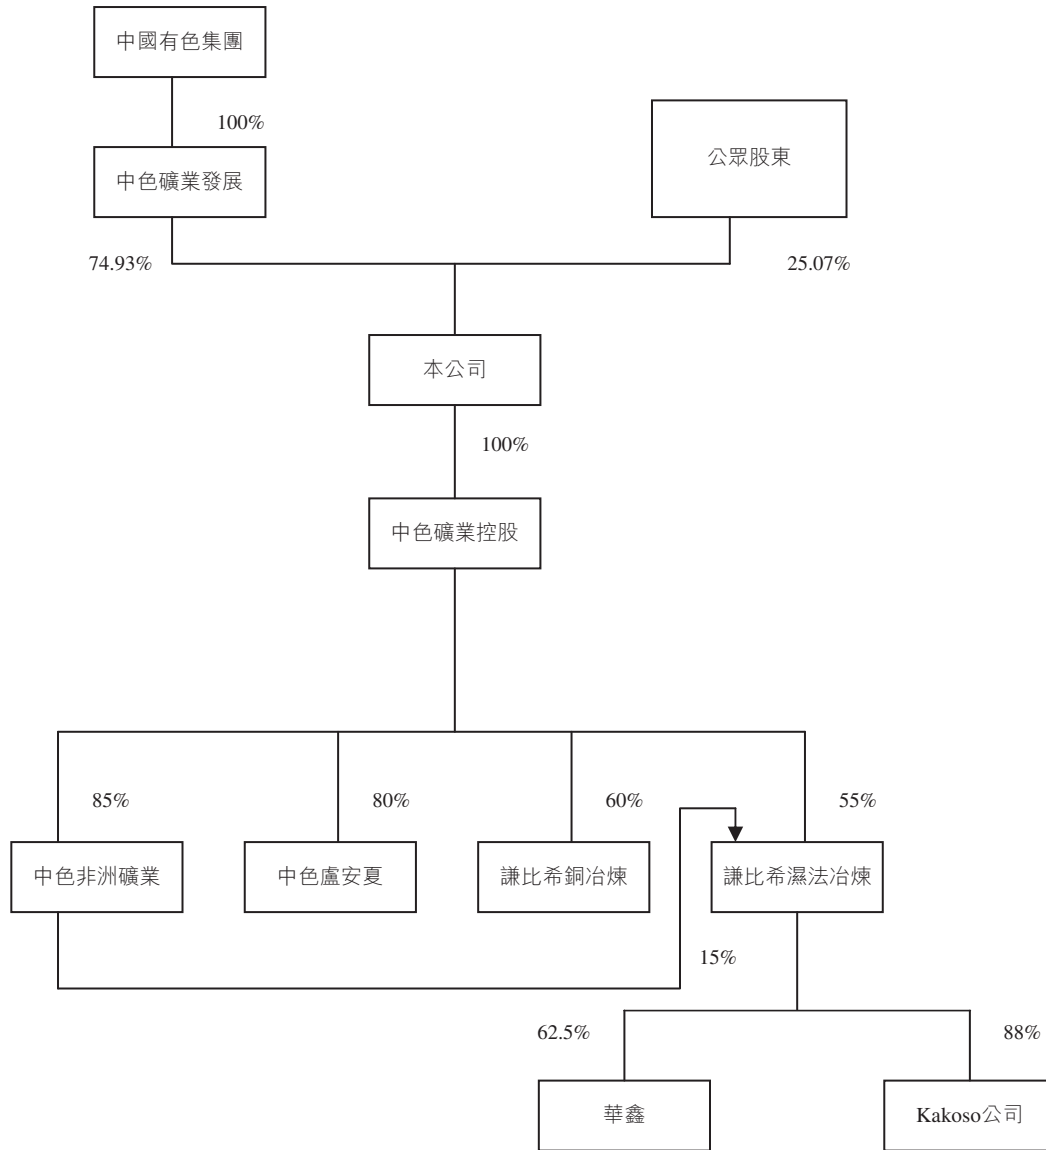 中國有色集團
100%
中色礦業發展
公眾股東
74.93%
25.07%
本公司
100%
中色礦業控股
85%
80%
60%
55%
中色非洲礦業
中色盧安夏
謙比希銅冶煉
謙比希濕法冶煉
15%
62.5%
88%
華鑫
Kakoso公司